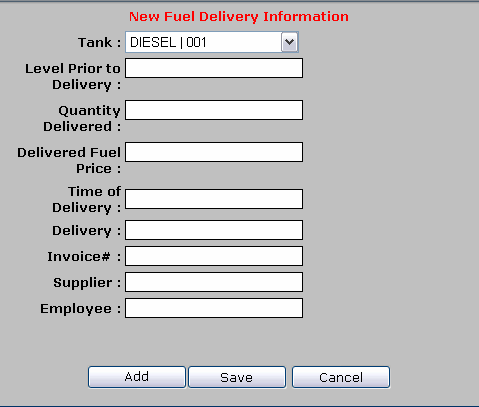 New Fuel Delivery Information
Tank : DIESEL | 001
Level Prior to
Delivery :
Quantity
Delivered :
Delivered Fuel
Price :
Time of
Delivery :
Delivery :
Invoice# :
Supplier :
Employee :
Add Save Cancel